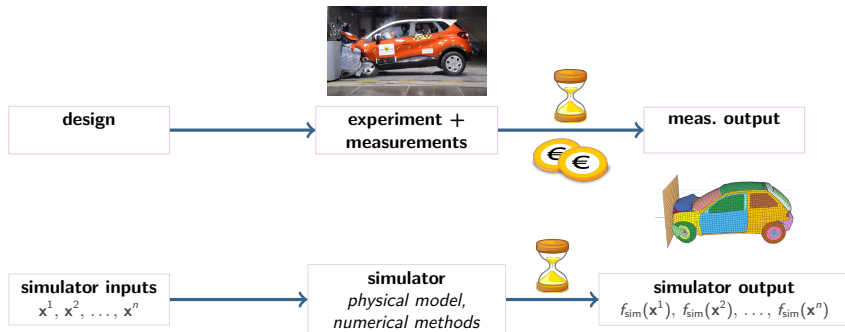 design
experiment +
measurements
meas. output
€ €
simulator inputs
x¹, x², . . . , xⁿ
simulator
physical model,
numerical methods
simulator output
f_sim(x¹), f_sim(x²), . . . , f_sim(xⁿ)